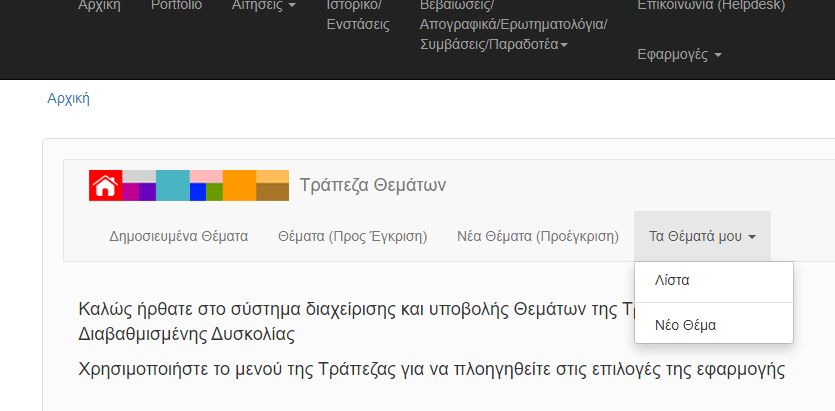 Αρχική Portfolio Αιτήσεις Ιστορικό/ Ενστάσεις Βεβαιώσεις/ Απογραφικά/Ερωτηματολόγια/ Συμβάσεις/Παραδοτέα Επικοινωνία (Helpdesk)
Εφαρμογές
Αρχική
Τράπεζα Θεμάτων
Δημοσιευμένα Θέματα Θέματα (Προς Έγκριση) Νέα Θέματα (Προέγκριση) Τα Θέματά μου
Λίστα
Νέο Θέμα
Καλώς ήρθατε στο σύστημα διαχείρισης και υποβολής Θεμάτων της
Διαβαθμισμένης Δυσκολίας
Χρησιμοποιήστε το μενού της Τράπεζας για να πλοηγηθείτε στις επιλογές της εφαρμογής